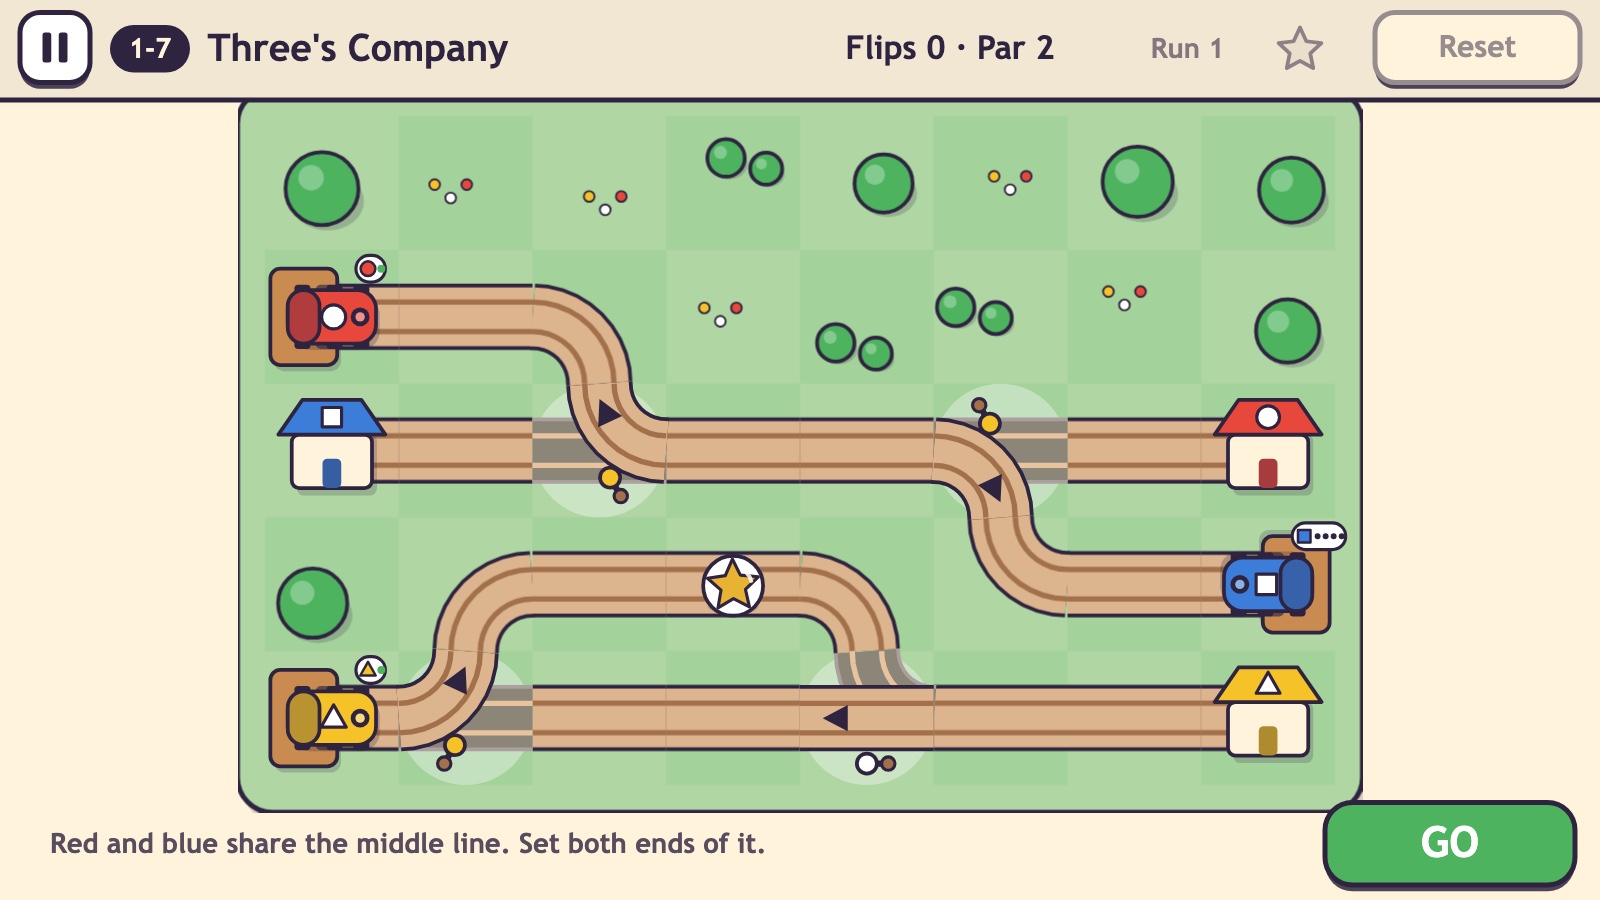 1-7 Three's Company Flips 0 · Par 2 Run 1 Reset
Red and blue share the middle line. Set both ends of it.
GO